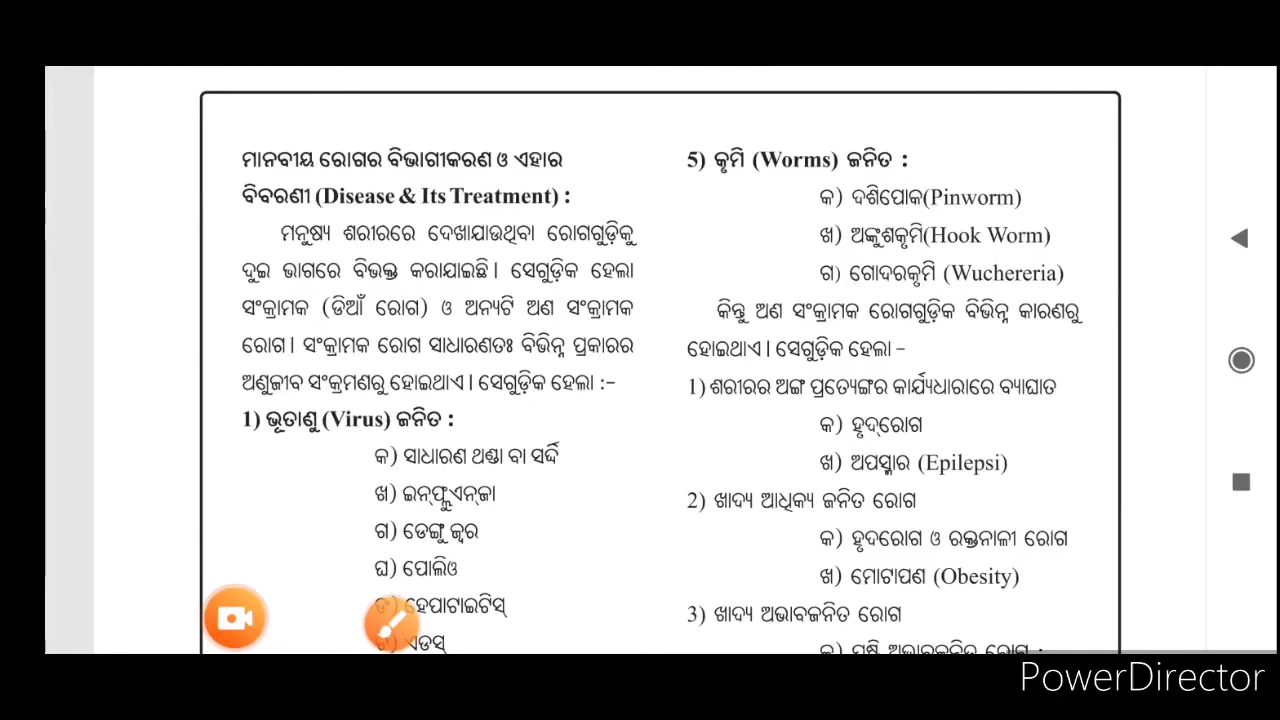 ମାନବୀୟ ରୋଗର ବିଭାଗୀକରଣ ଓ ଏହାର
ବିବରଣୀ (Disease & Its Treatment) :
ମନୁଷ୍ୟ ଶରୀରରେ ଦେଖାଯାଉଥିବା ରୋଗଗୁଡ଼ିକୁ
ଦୁଇ ଭାଗରେ ବିଭକ୍ତ କରାଯାଇଛି। ସେଗୁଡ଼ିକ ହେଲା
ସଂକ୍ରାମକ (ଡିଆଁ ରୋଗ) ଓ ଅନ୍ୟଟି ଅଣ ସଂକ୍ରାମକ
ରୋଗ। ସଂକ୍ରାମକ ରୋଗ ସାଧାରଣତଃ ବିଭିନ୍ନ ପ୍ରକାରର
ଅଣୁଜୀବ ସଂକ୍ରମଣରୁ ହୋଇଥାଏ। ସେଗୁଡ଼ିକ ହେଲା :-
1) ଭୂତାଣୁ (Virus) ଜନିତ :
କ) ସାଧାରଣ ଥଣ୍ଡା ବା ସର୍ଦ୍ଦି
ଖ) ଇନ୍‌ଫ୍ଲୁଏନ୍‌ଜା
ଗ) ଡେଙ୍ଗୁ ଜ୍ୱର
ଘ) ପୋଲିଓ
ହେପାଟାଇଟିସ୍
ଏଡସ୍
5) କୃମି (Worms) ଜନିତ :
କ) ଦଶିପୋକ(Pinworm)
ଖ) ଅଙ୍କୁଶକୃମି(Hook Worm)
ଗ) ଗୋଦରକୃମି (Wuchereria)
କିନ୍ତୁ ଅଣ ସଂକ୍ରାମକ ରୋଗଗୁଡ଼ିକ ବିଭିନ୍ନ କାରଣରୁ
ହୋଇଥାଏ। ସେଗୁଡ଼ିକ ହେଲା -
1) ଶରୀରର ଅଙ୍ଗ ପ୍ରତ୍ୟେଙ୍ଗର କାର୍ଯ୍ୟଧାରାରେ ବ୍ୟାଘାତ
କ) ହୃଦ୍‌ରୋଗ
ଖ) ଅପସ୍ମାର (Epilepsi)
2) ଖାଦ୍ୟ ଆଧିକ୍ୟ ଜନିତ ରୋଗ
କ) ହୃଦରୋଗ ଓ ରକ୍ତନାଳୀ ରୋଗ
ଖ) ମୋଟାପଣ (Obesity)
3) ଖାଦ୍ୟ ଅଭାବଜନିତ ରୋଗ
କ) ପୁଷ୍ଟି ଅଭାବଜନିତ ରୋଗ :
PowerDirector